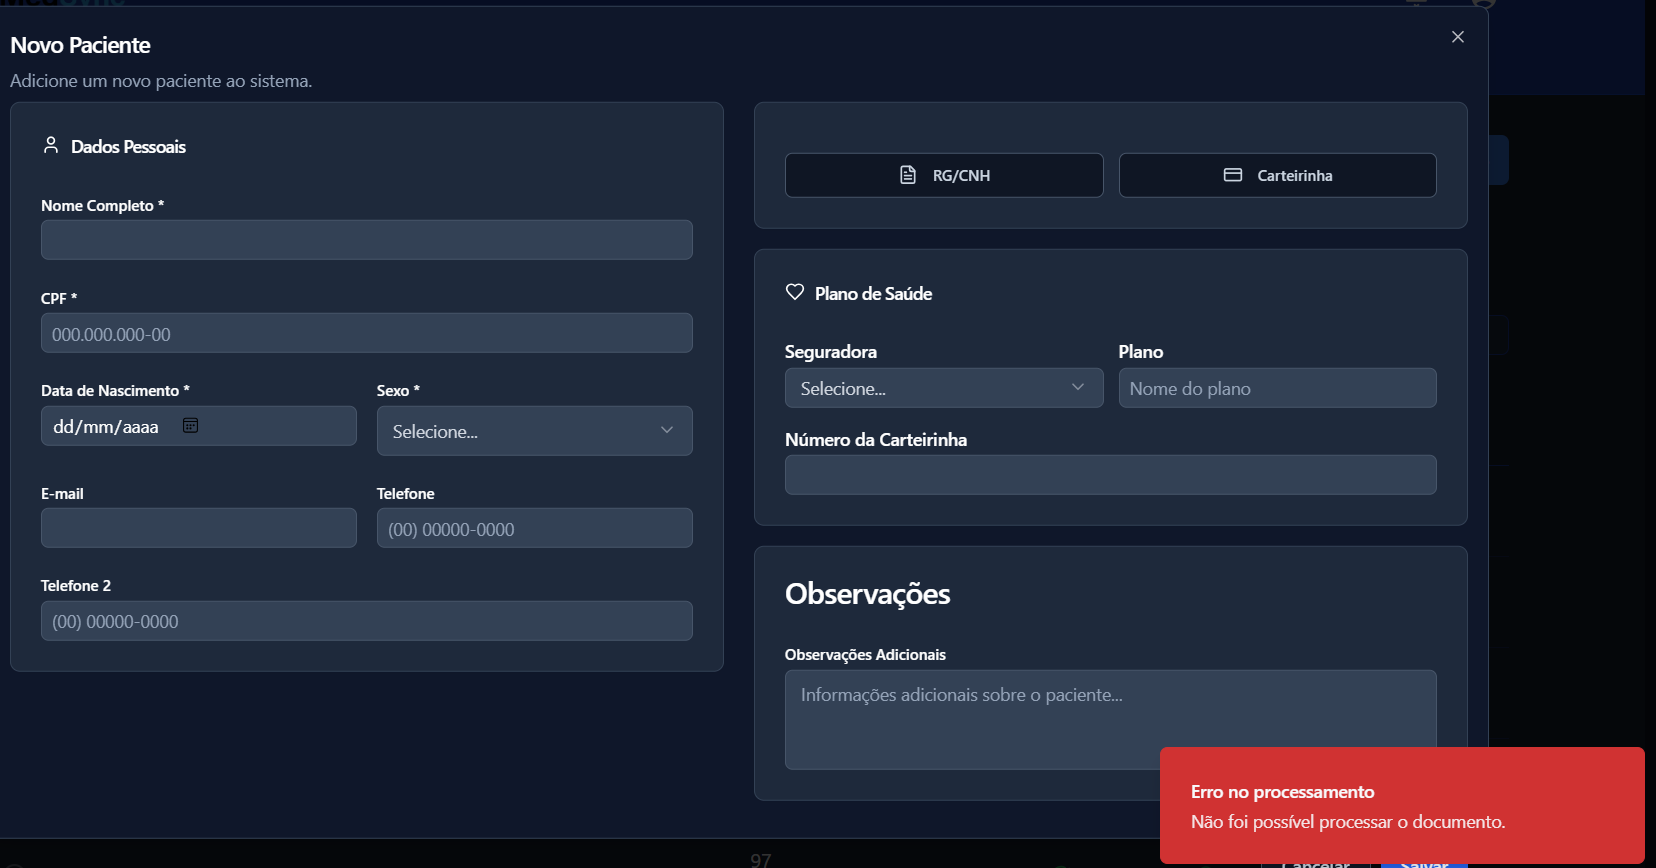 Novo Paciente
Adicione um novo paciente ao sistema.
Dados Pessoais
Nome Completo *
CPF *
000.000.000-00
Data de Nascimento *
Sexo *
dd/mm/aaaa
Selecione...
E-mail
Telefone
(00) 00000-0000
Telefone 2
(00) 00000-0000
RG/CNH
Carteirinha
Plano de Saúde
Seguradora
Plano
Selecione...
Nome do plano
Número da Carteirinha
Observações
Observações Adicionais
Informações adicionais sobre o paciente...
Erro no processamento
Não foi possível processar o documento.
97
Cancelar
Salvar